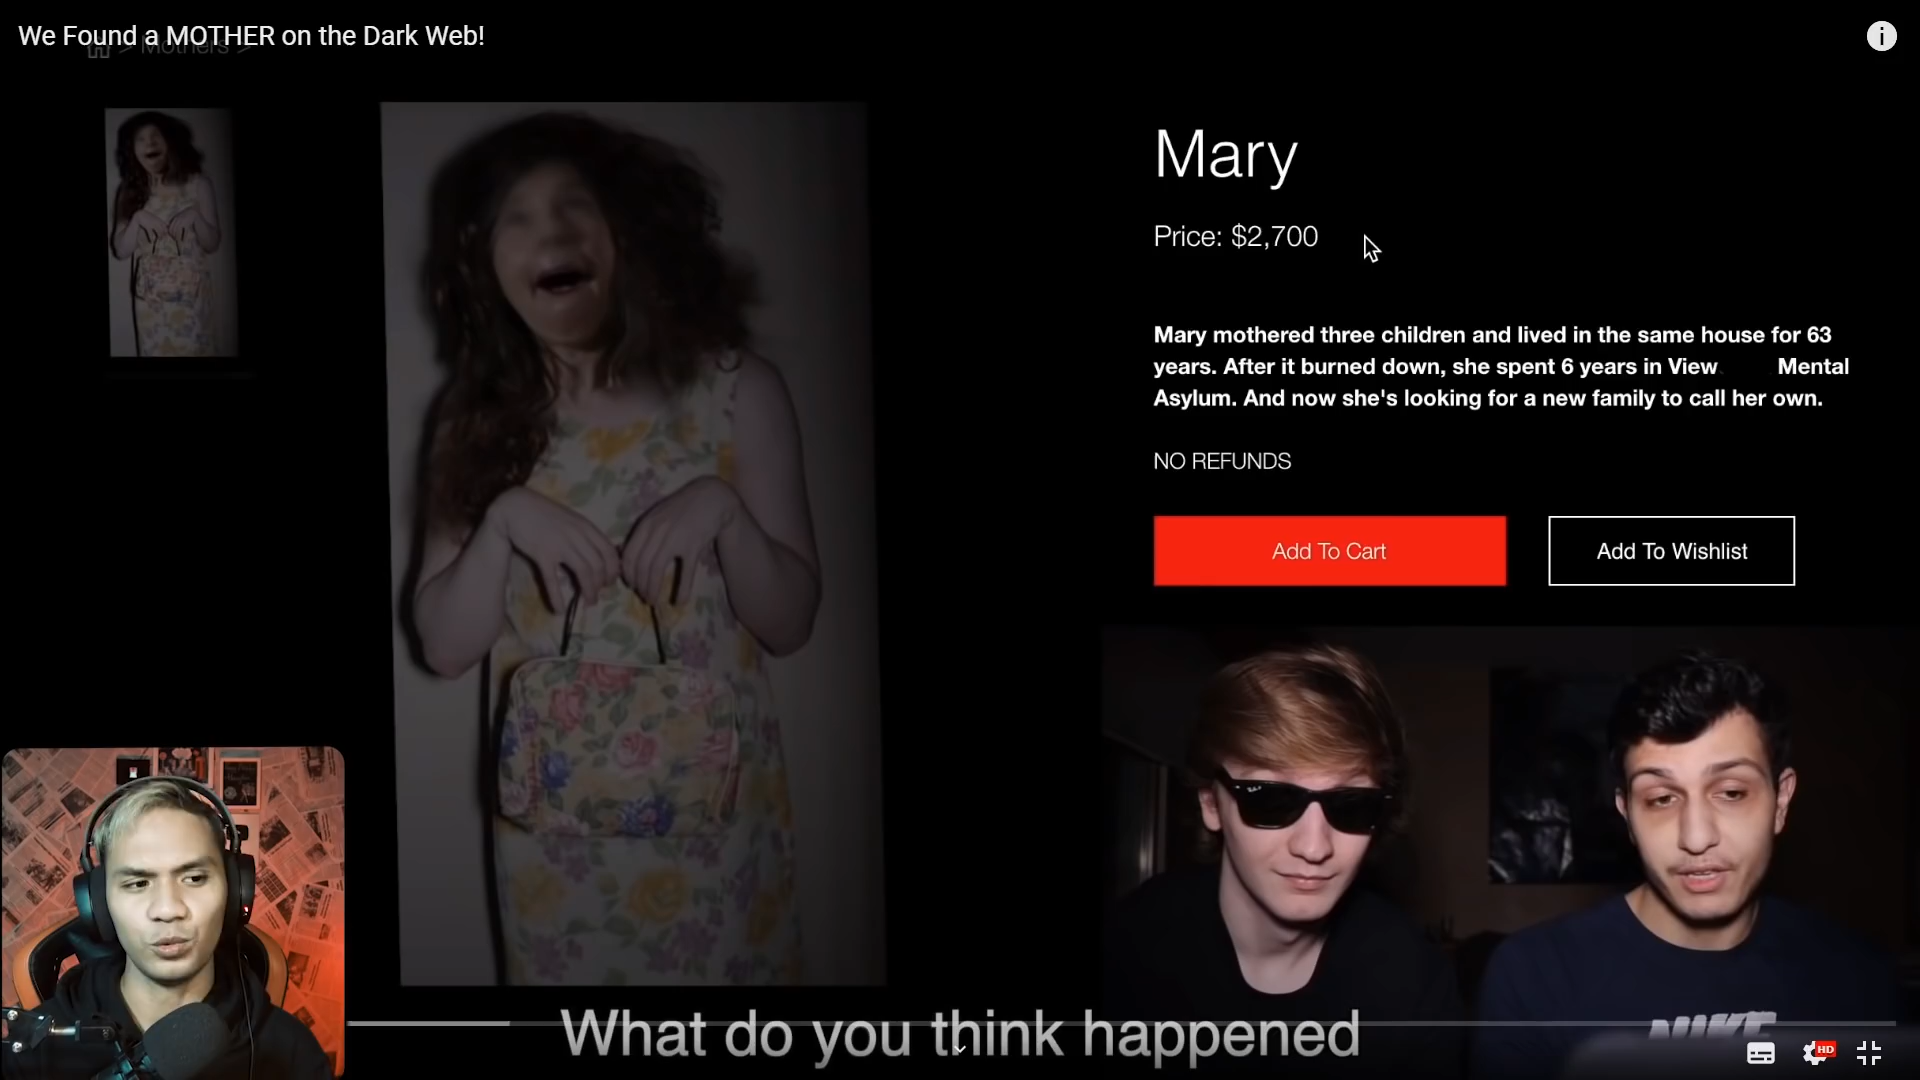 We Found a MOTHER on the Dark Web!
> Mothers >
Mary
Price: $2,700
Mary mothered three children and lived in the same house for 63
years. After it burned down, she spent 6 years in View Mental
Asylum. And now she's looking for a new family to call her own.
NO REFUNDS
Add To Cart
Add To Wishlist
NIKE
What do you think happened
HD